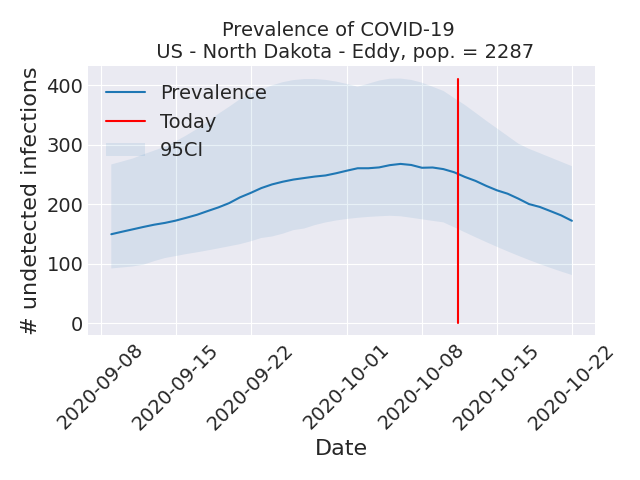 Prevalence of COVID-19
US - North Dakota - Eddy, pop. = 2287
# undetected infections
400
300
200
100
0
Prevalence
Today
95CI
2020-09-08
2020-09-15
2020-09-22
2020-10-01
2020-10-08
2020-10-15
2020-10-22
Date